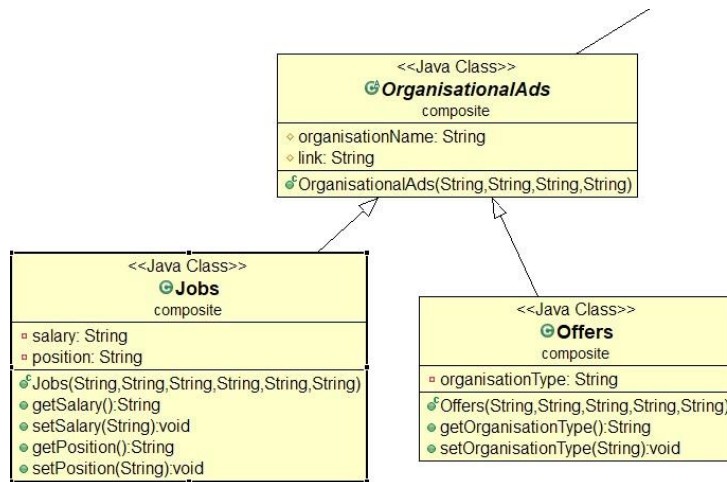 <<Java Class>>
OrganisationalAds
composite
organisationName: String
link: String
OrganisationalAds(String,String,String,String)
<<Java Class>>
Jobs
composite
salary: String
position: String
Jobs(String,String,String,String,String,String)
getSalary():String
setSalary(String):void
getPosition():String
setPosition(String):void
<<Java Class>>
Offers
composite
organisationType: String
Offers(String,String,String,String,String)
getOrganisationType():String
setOrganisationType(String):void